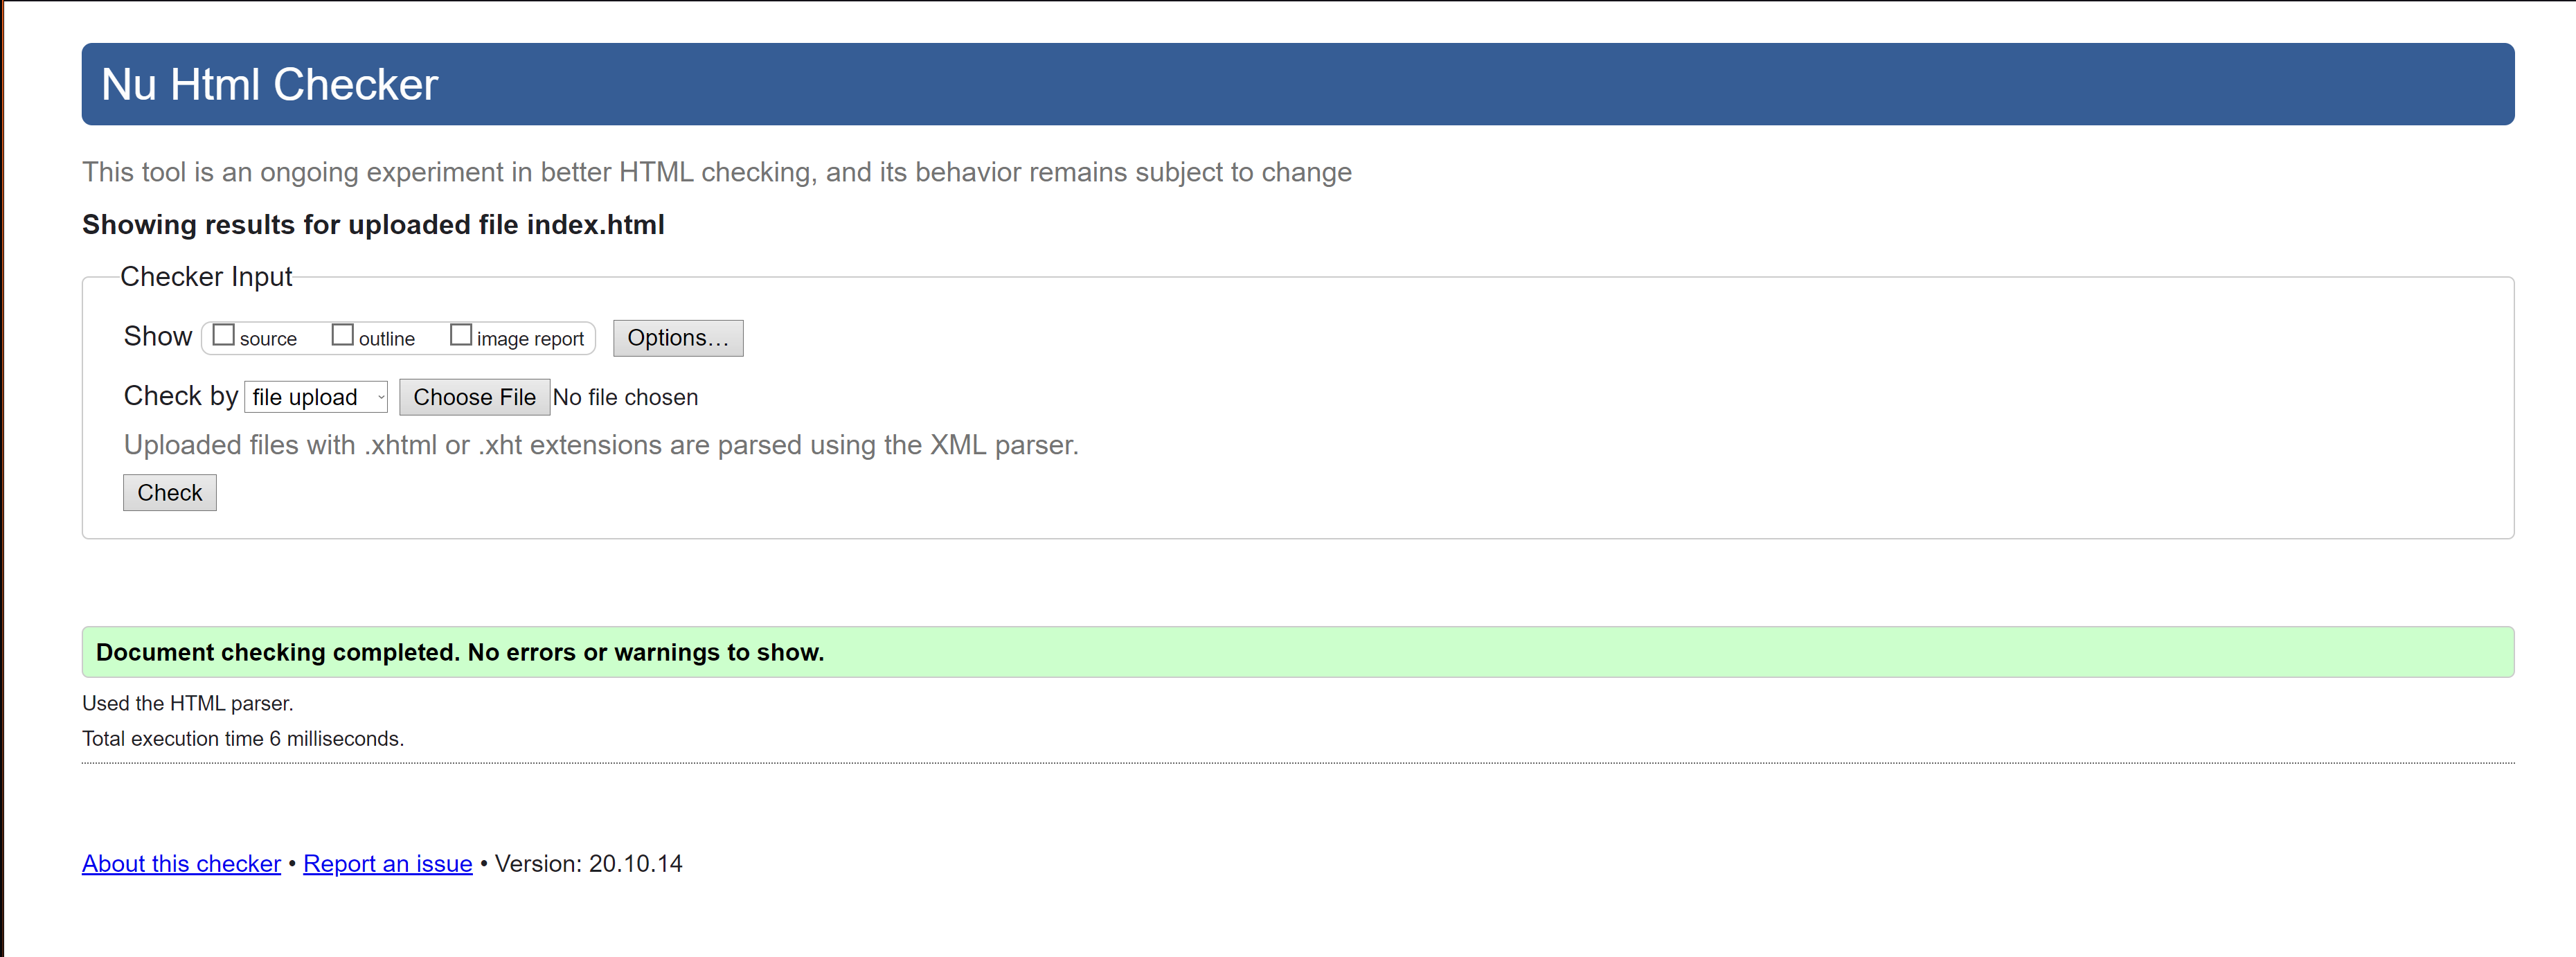 Nu Html Checker
This tool is an ongoing experiment in better HTML checking, and its behavior remains subject to change
Showing results for uploaded file index.html
Checker Input
Show source outline image report Options…
Check by file upload Choose File No file chosen
Uploaded files with .xhtml or .xht extensions are parsed using the XML parser.
Check
Document checking completed. No errors or warnings to show.
Used the HTML parser.
Total execution time 6 milliseconds.
About this checker • Report an issue • Version: 20.10.14